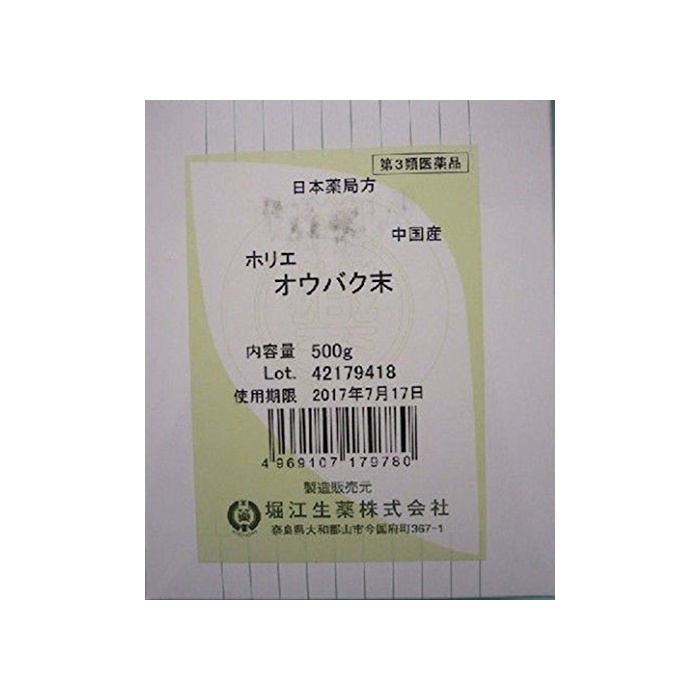 第3類医薬品
日本薬局方
中国産
ホリエ
オウバク末
内容量 500g
Lot. 42179418
使用期限 2017年7月17日
4 969107 179780
製造販売元
堀江生薬株式会社
奈良県大和郡山市今国府町367-1